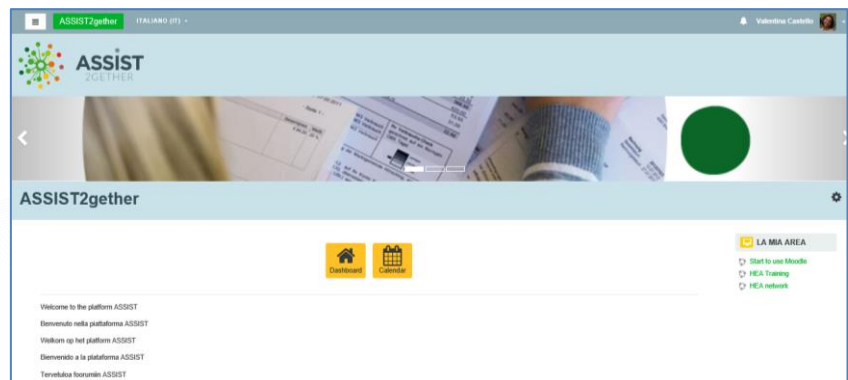 ASSIST2gether ITALIANO (IT)
Valentina Castello
ASSIST
2GETHER
ASSIST2gether
LA MIA AREA
Start to use Moodle
HEA Training
HEA network
Dashboard
Calendar
Welcome to the platform ASSIST
Benvenuto nella piattaforma ASSIST
Welkom op het platform ASSIST
Bienvenido a la plataforma ASSIST
Tervetuloa foorumiin ASSIST